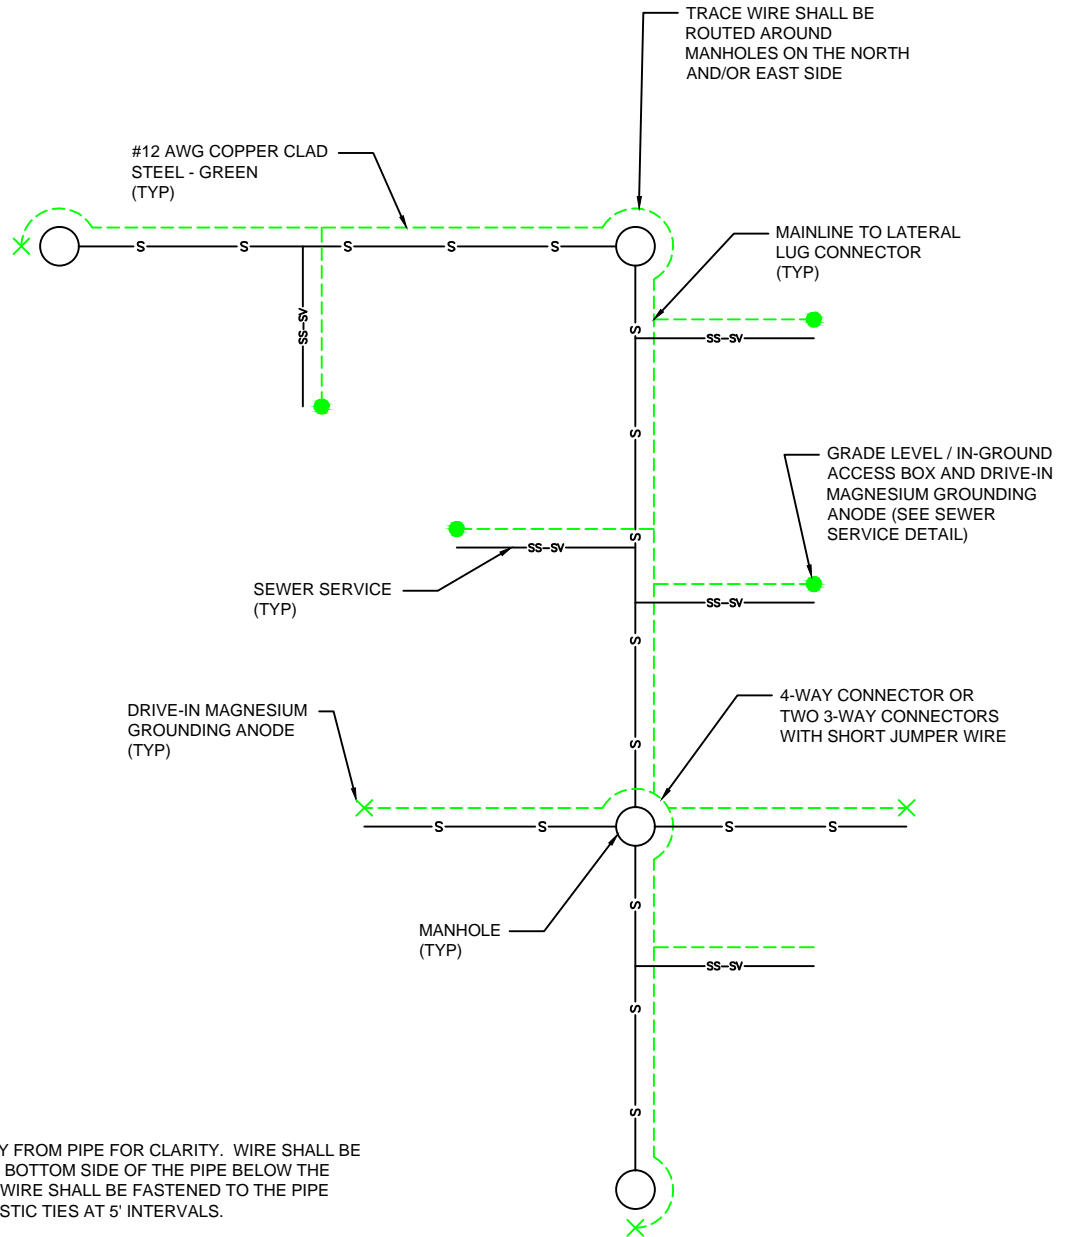 TRACE WIRE SHALL BE
ROUTED AROUND
MANHOLES ON THE NORTH
AND/OR EAST SIDE
#12 AWG COPPER CLAD
STEEL - GREEN
(TYP)
MAINLINE TO LATERAL
LUG CONNECTOR
(TYP)
S S S S S
SS-SV
S
SS-SV
S
GRADE LEVEL / IN-GROUND
ACCESS BOX AND DRIVE-IN
MAGNESIUM GROUNDING
ANODE (SEE SEWER
SERVICE DETAIL)
S
SS-SV
SEWER SERVICE
(TYP)
SS-SV
S
4-WAY CONNECTOR OR
TWO 3-WAY CONNECTORS
WITH SHORT JUMPER WIRE
DRIVE-IN MAGNESIUM
GROUNDING ANODE
(TYP)
S
S S S S
S
MANHOLE
(TYP)
SS-SV
S
S
Y FROM PIPE FOR CLARITY. WIRE SHALL BE
BOTTOM SIDE OF THE PIPE BELOW THE
WIRE SHALL BE FASTENED TO THE PIPE
STIC TIES AT 5' INTERVALS.